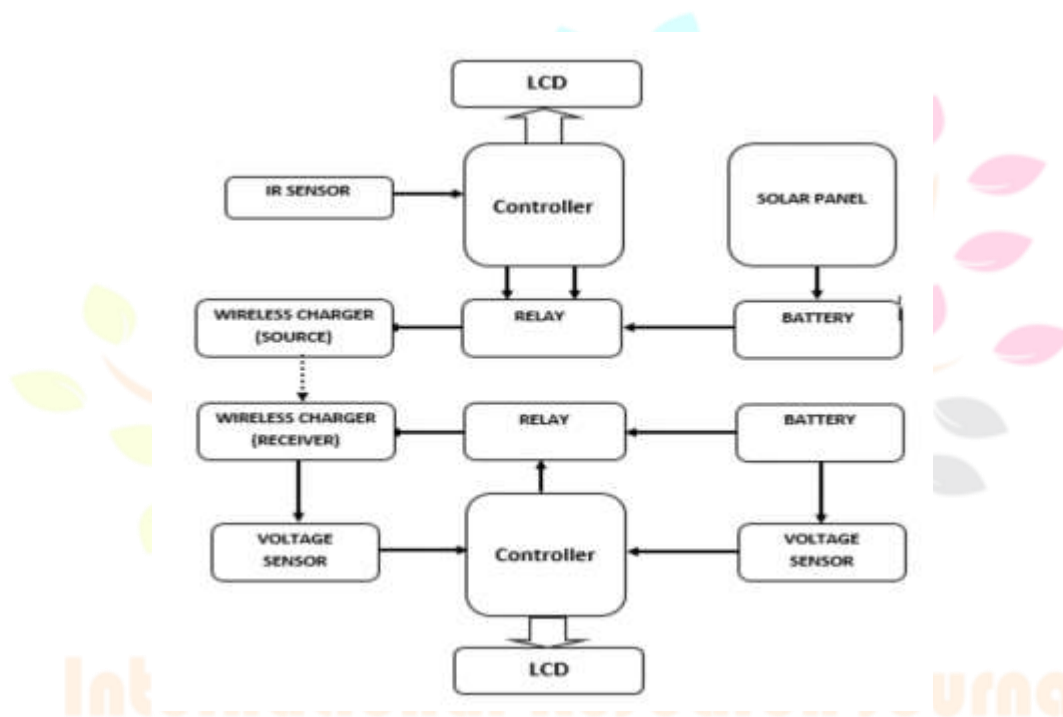 LCD
Controller
IR SENSOR
SOLAR PANEL
WIRELESS CHARGER
(SOURCE)
RELAY
BATTERY
WIRELESS CHARGER
(RECEIVER)
RELAY
BATTERY
VOLTAGE
SENSOR
Controller
VOLTAGE
SENSOR
LCD